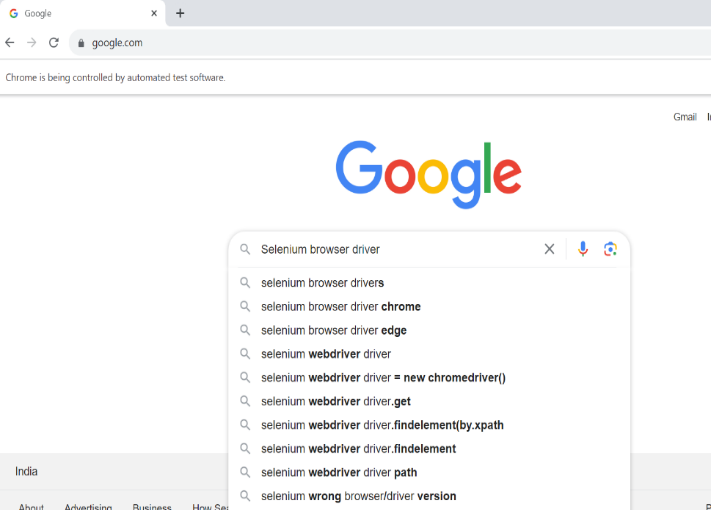 Google
google.com
Chrome is being controlled by automated test software.
Gmail
Google
Selenium browser driver
selenium browser drivers
selenium browser driver chrome
selenium browser driver edge
selenium webdriver driver
selenium webdriver driver = new chromedriver()
selenium webdriver driver.get
selenium webdriver driver.findelement(by.xpath
selenium webdriver driver.findelement
selenium webdriver driver path
selenium wrong browser/driver version
India
About Advertising Business How